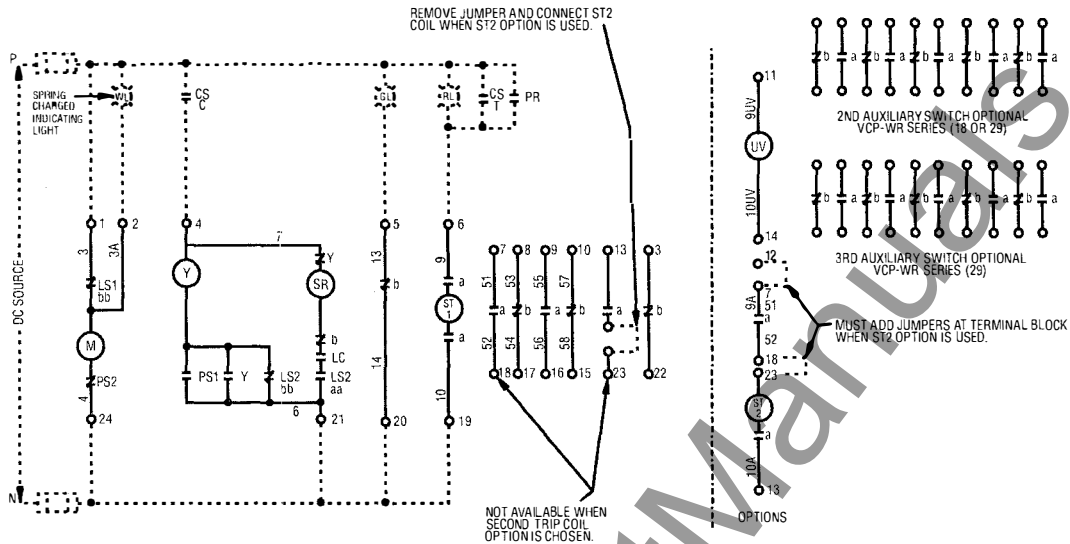 REMOVE JUMPER AND CONNECT ST2
COIL WHEN ST2 OPTION IS USED.
P
SPRING
CHARGED
INDICATING
LIGHT
WL
CS
C
GL
RL
CS
T
PR
DC SOURCE
1
2
4
5
6
3
3A
7
13
9
LS1
bb
Y
Y
SR
b
a
ST
1
a
M
b
LC
PS2
PS1
Y
LS2
bb
LS2
aa
14
10
4
6
24
21
20
19
N
7
8
9
10
13
3
51
53
55
57
a
b
a
b
a
b
52
54
56
58
18
17
16
15
23
22
NOT AVAILABLE WHEN
SECOND TRIP COIL
OPTION IS CHOSEN.
11
9UV
UV
10UV
14
12
7
9A
51
a
52
18
23
ST
2
a
10A
13
OPTIONS
MUST ADD JUMPERS AT TERMINAL BLOCK
WHEN ST2 OPTION IS USED.
b a b a b a b a b a
2ND AUXILIARY SWITCH OPTIONAL
VCP-WR SERIES (18 OR 29)
b a b a b a b a b a
3RD AUXILIARY SWITCH OPTIONAL
VCP-WR SERIES (29)
tManuals